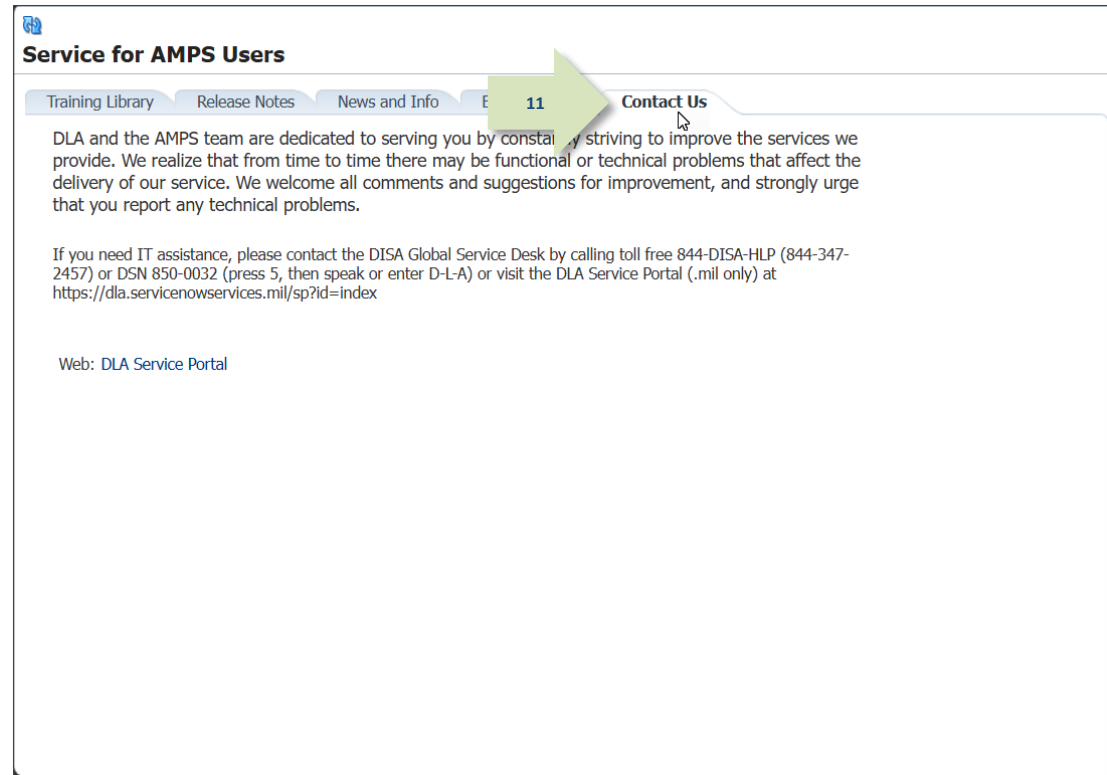 Service for AMPS Users
Training Library Release Notes News and Info 11 Contact Us
DLA and the AMPS team are dedicated to serving you by constantly striving to improve the services we
provide. We realize that from time to time there may be functional or technical problems that affect the
delivery of our service. We welcome all comments and suggestions for improvement, and strongly urge
that you report any technical problems.
If you need IT assistance, please contact the DISA Global Service Desk by calling toll free 844-DISA-HLP (844-347-
2457) or DSN 850-0032 (press 5, then speak or enter D-L-A) or visit the DLA Service Portal (.mil only) at
https://dla.servicenowservices.mil/sp?id=index
Web: DLA Service Portal